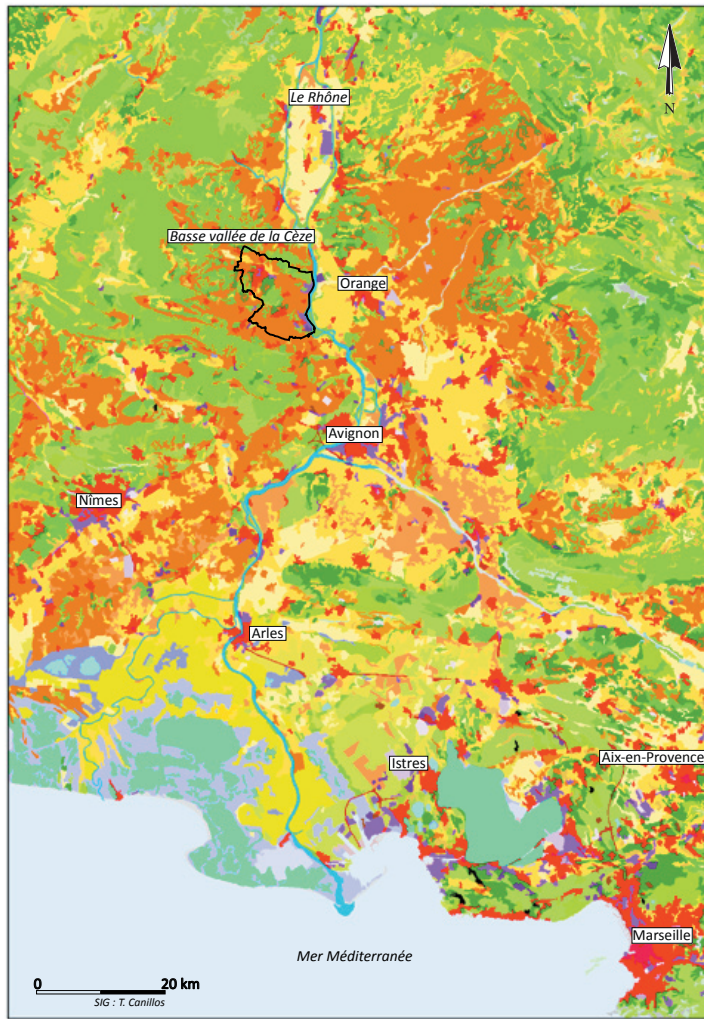 Le Rhône
N
Basse vallée de la Cèze
Orange
Avignon
Nîmes
Arles
Istres
Aix-en-Provence
Marseille
Mer Méditerranée
0 20 km
SIG : T. Canillos